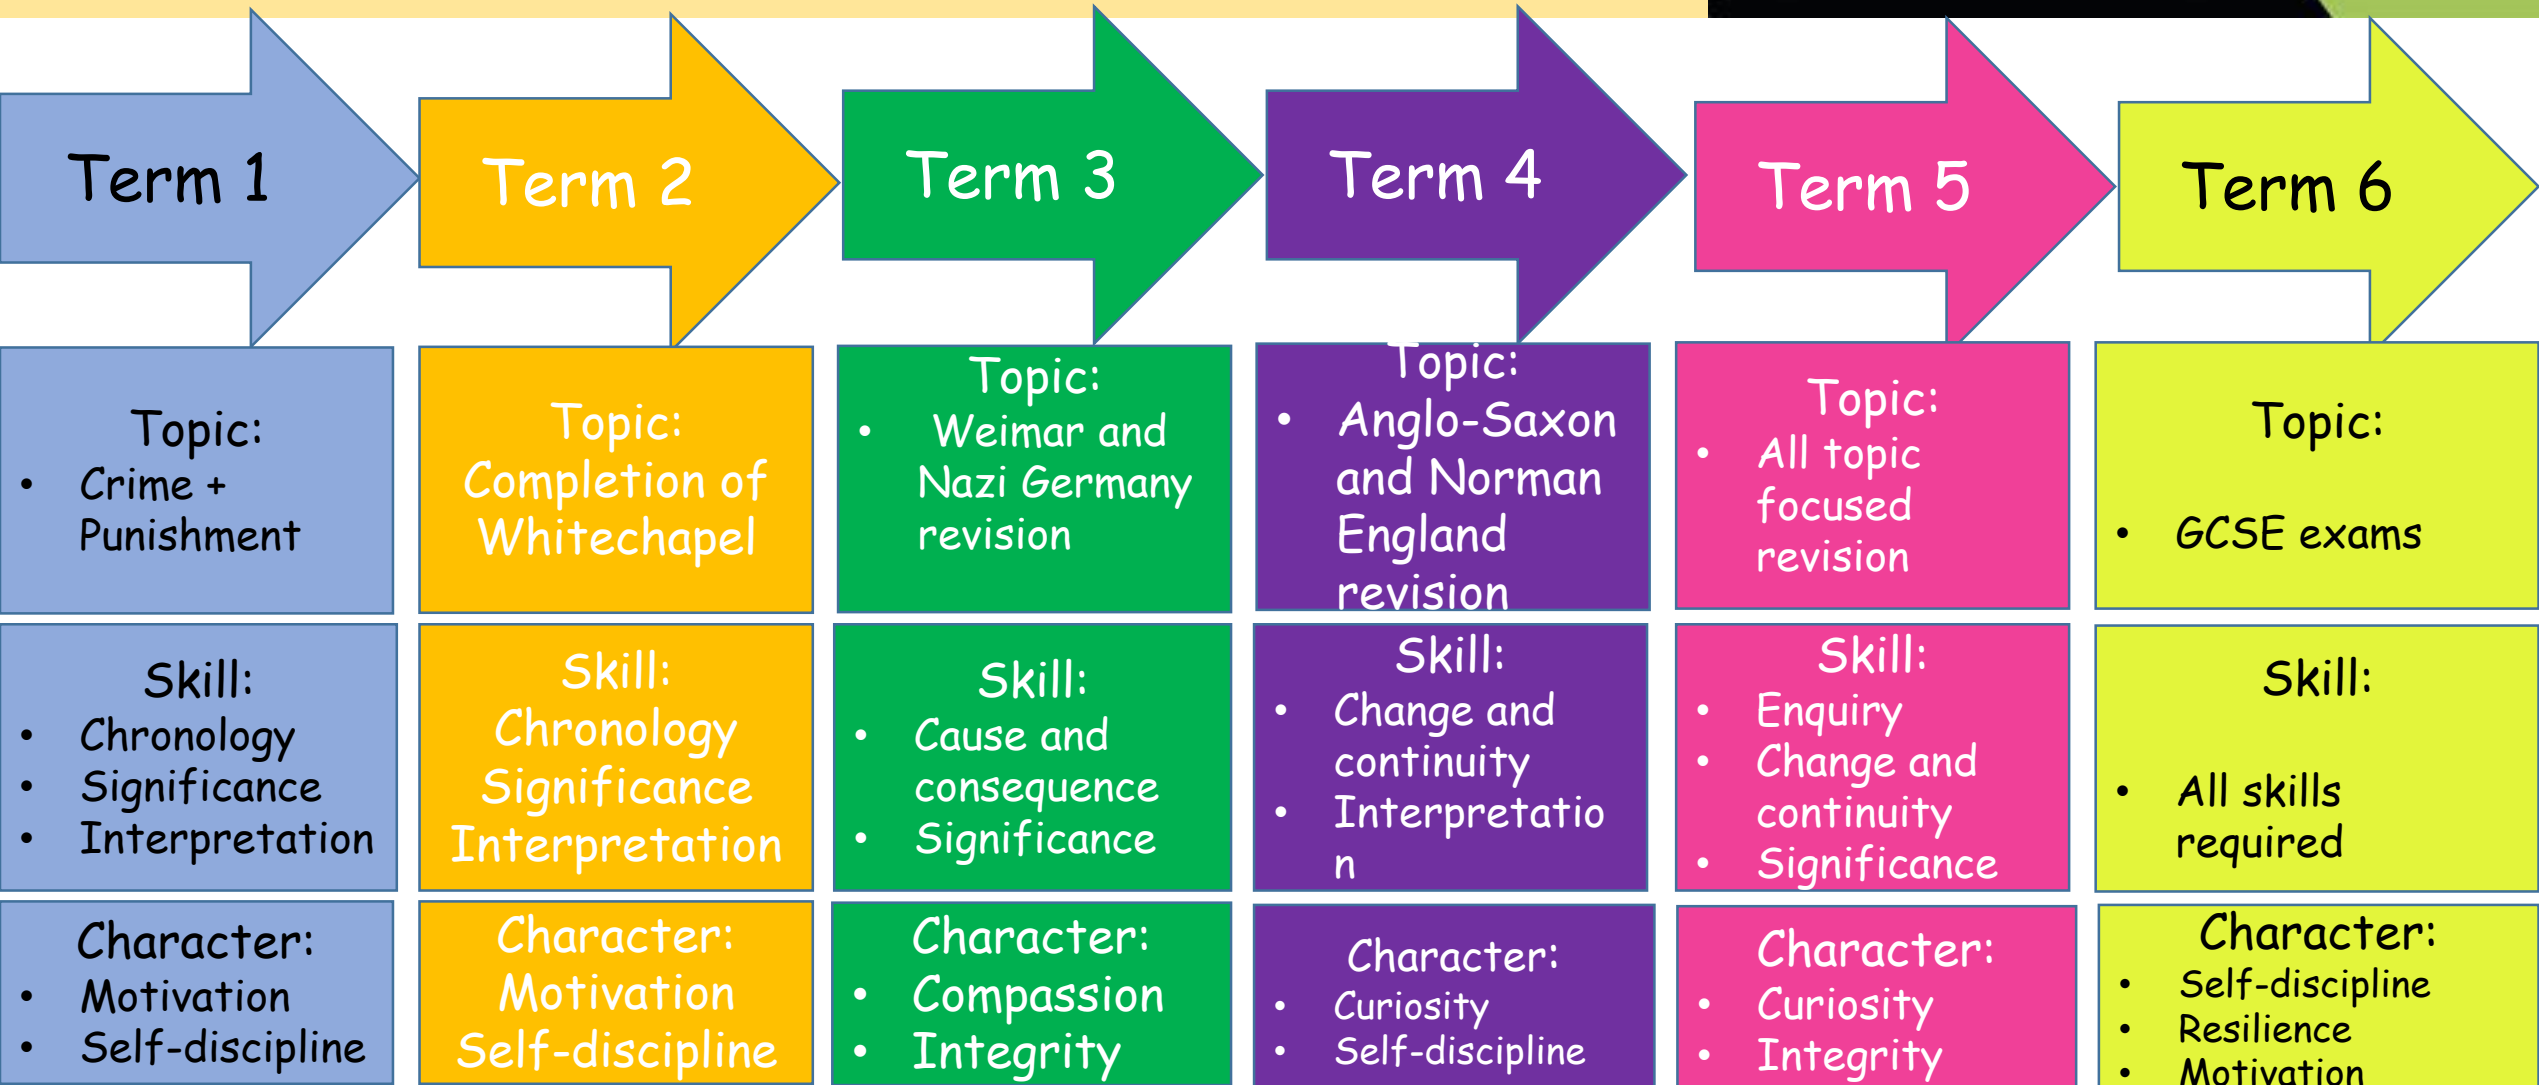 Term 1
Term 2
Term 3
Term 4
Term 5
Term 6
Topic:
• Crime +
Punishment
Topic:
Completion of
Whitechapel
Topic:
• Weimar and
Nazi Germany
revision
Topic:
• Anglo-Saxon
and Norman
England
revision
Topic:
• All topic
focused
revision
Topic:
• GCSE exams
Skill:
• Chronology
• Significance
• Interpretation
Skill:
Chronology
Significance
Interpretation
Skill:
• Cause and
consequence
• Significance
Skill:
• Change and
continuity
• Interpretatio
n
Skill:
• Enquiry
• Change and
continuity
• Significance
Skill:
• All skills
required
Character:
• Motivation
• Self-discipline
Character:
Motivation
Self-discipline
Character:
• Compassion
• Integrity
Character:
• Curiosity
• Self-discipline
Character:
• Curiosity
• Integrity
Character:
• Self-discipline
• Resilience
• Motivation